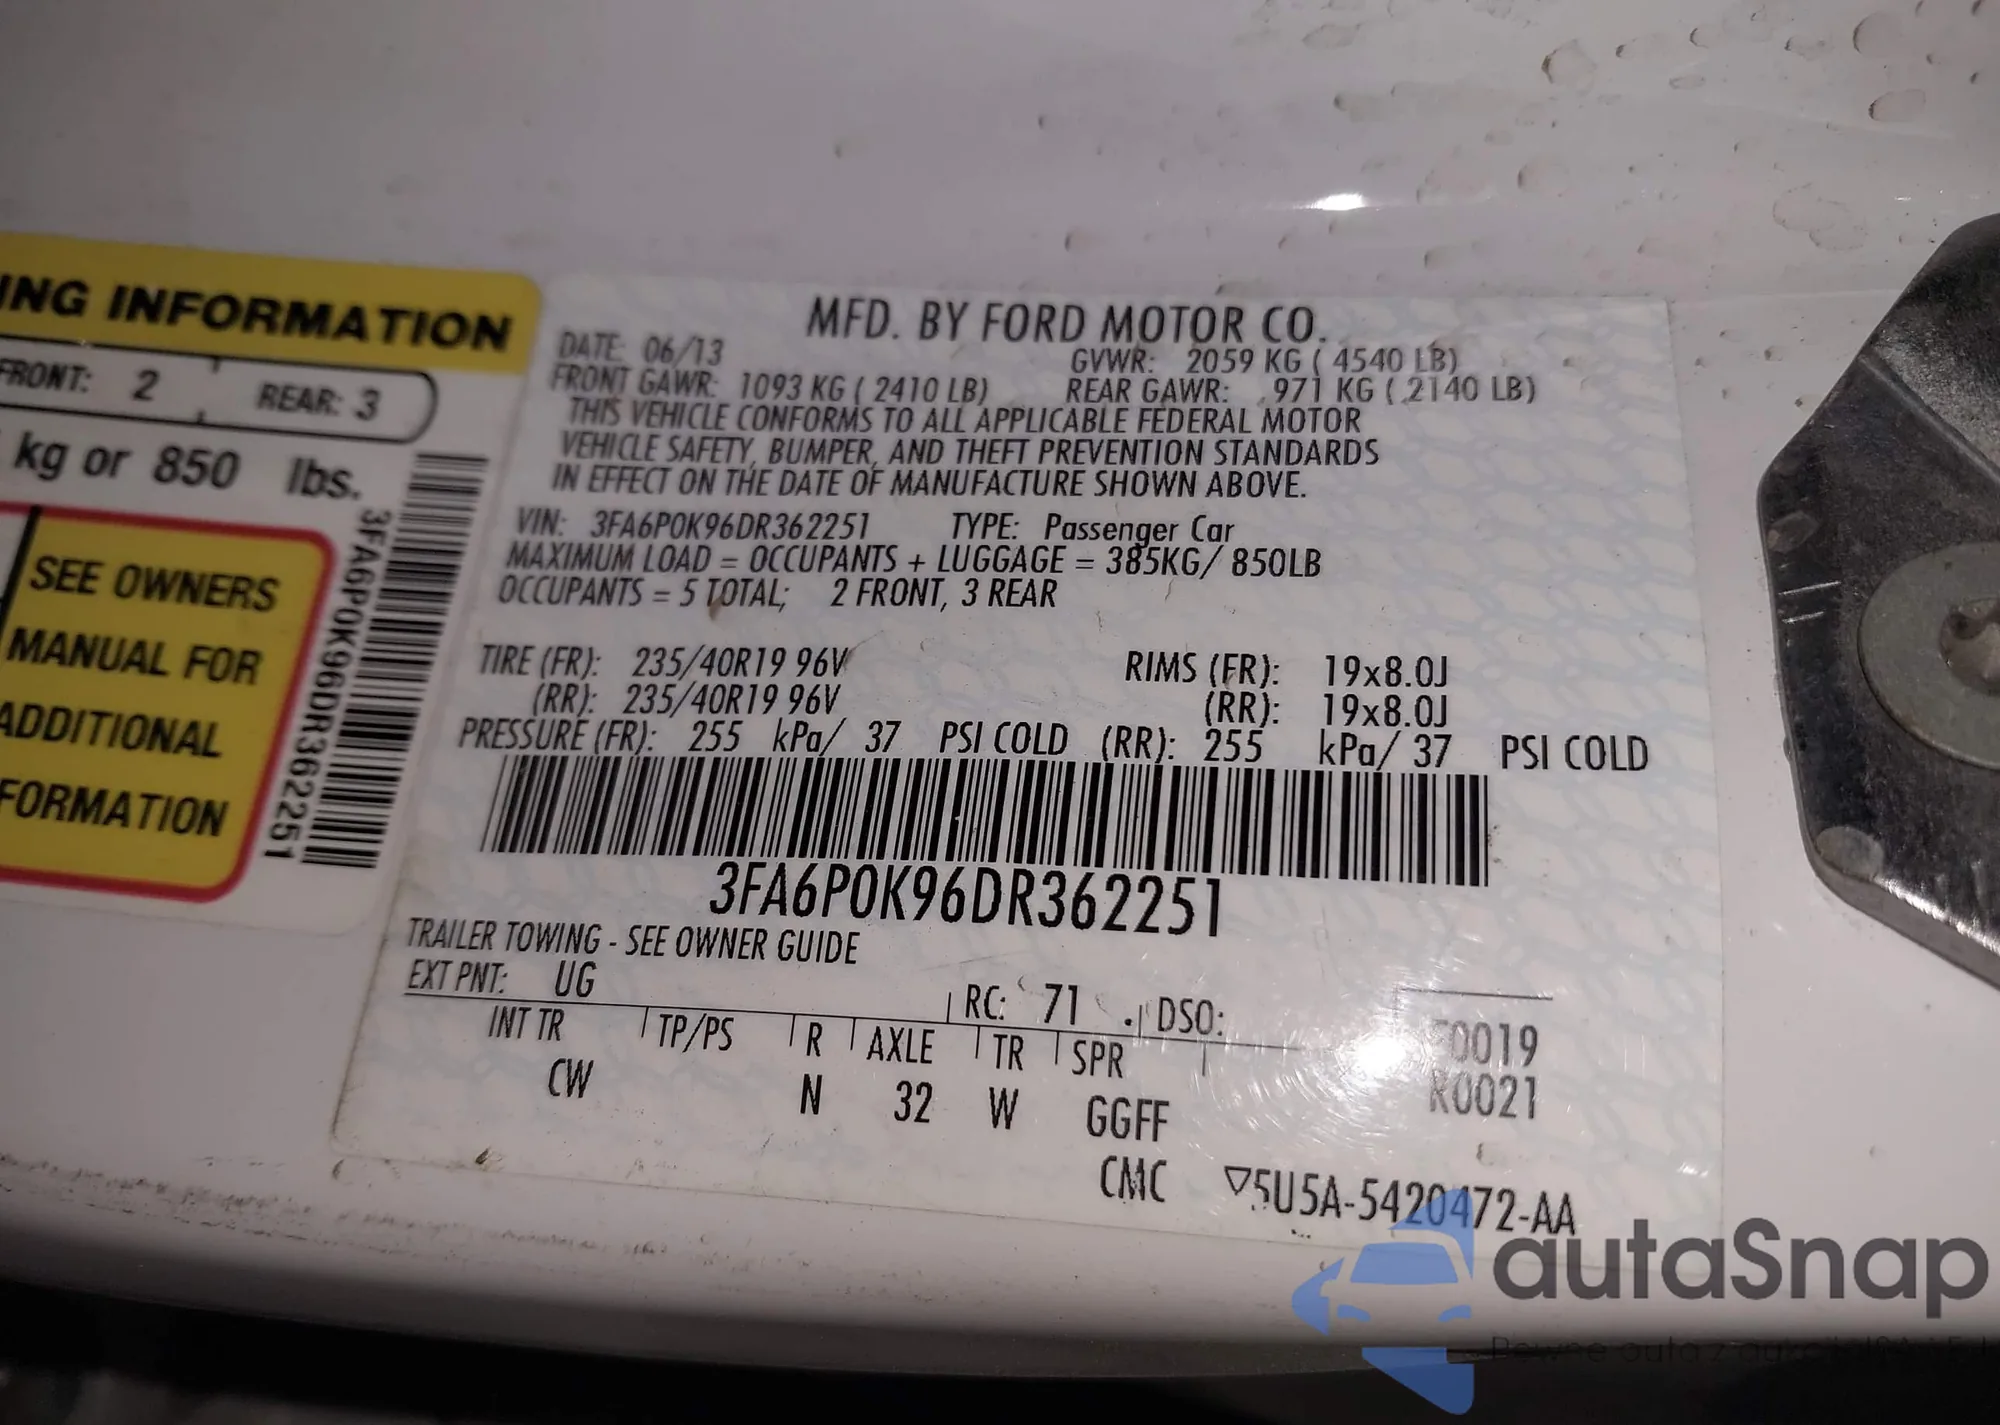 ING INFORMATION
FRONT: 2 REAR: 3
kg or 850 lbs.
SEE OWNERS
MANUAL FOR
ADDITIONAL
FORMATION
3FA6P0K96DR362251
MFD. BY FORD MOTOR CO.
DATE: 06/13 GVWR: 2059 KG ( 4540 LB)
FRONT GAWR: 1093 KG ( 2410 LB) REAR GAWR: 971 KG ( 2140 LB)
THIS VEHICLE CONFORMS TO ALL APPLICABLE FEDERAL MOTOR
VEHICLE SAFETY, BUMPER, AND THEFT PREVENTION STANDARDS
IN EFFECT ON THE DATE OF MANUFACTURE SHOWN ABOVE.
VIN: 3FA6P0K96DR362251 TYPE: Passenger Car
MAXIMUM LOAD = OCCUPANTS + LUGGAGE = 385KG/ 850LB
OCCUPANTS = 5 TOTAL; 2 FRONT, 3 REAR
TIRE (FR): 235/40R19 96V RIMS (FR): 19x8.0J
(RR): 235/40R19 96V (RR): 19x8.0J
PRESSURE (FR): 255 kPa/ 37 PSI COLD (RR): 255 kPa/ 37 PSI COLD
3FA6P0K96DR362251
TRAILER TOWING - SEE OWNER GUIDE
EXT PNT: UG RC: 71 DSO:
INT TR TP/PS R AXLE TR SPR F0019
CW N 32 W GGFF R0021
CMC ▽5U5A-5420472-AA
autaSnap